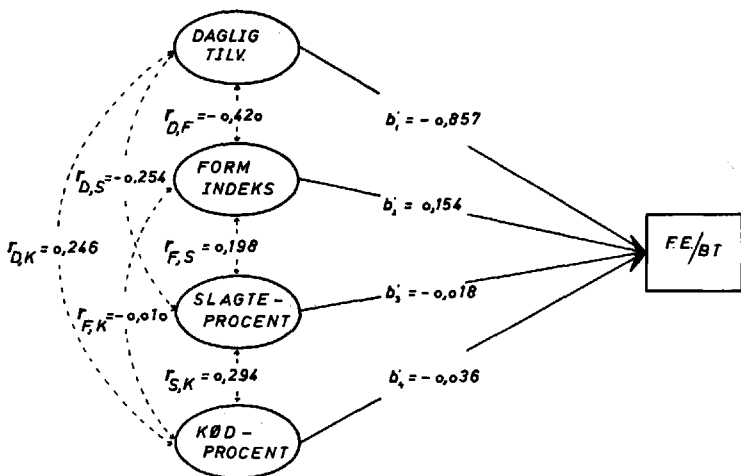 DAGLIG
TILV.
r_D,F = -0,420
b'_1 = -0,857
FORM
INDEKS
r_D,S = -0,254
b'_2 = 0,154
r_D,K = 0,246
r_F,S = 0,198
F.E./BT
SLAGTE-
PROCENT
b'_3 = -0,018
r_F,K = -0,010
r_S,K = 0,294
b'_4 = -0,036
KØD-
PROCENT